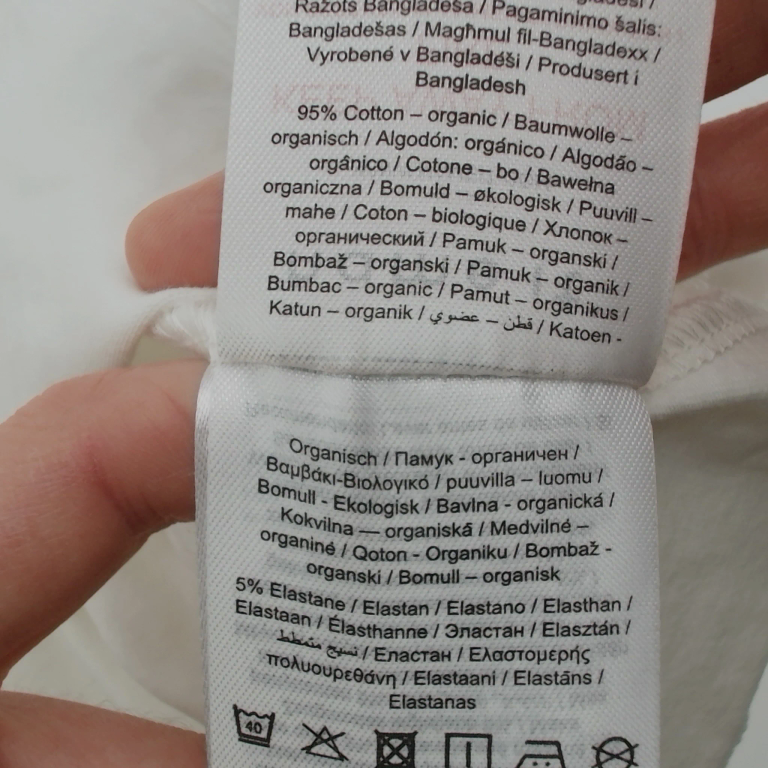 Ražots Bangladešā / Pagaminimo šalis:
Bangladešas / Magħmul fil-Bangladexx /
Vyrobené v Bangladéši / Produsert i
Bangladesh
95% Cotton – organic / Baumwolle –
organisch / Algodón: orgánico / Algodão –
orgânico / Cotone – bo / Bawełna
organiczna / Bomuld – økologisk / Puuvill –
mahe / Coton – biologique / Хлопок –
органический / Pamuk – organski /
Bombaž – organski / Pamuk – organik /
Bumbac – organic / Pamut – organikus /
Katun – organik / قطن – عضوي / Katoen -
Organisch / Памук - органичен /
Βαμβάκι-Βιολογικό / puuvilla – luomu /
Bomull - Ekologisk / Bavlna - organická /
Kokvilna — organiskā / Medvilné –
organiné / Qoton - Organiku / Bombaž -
organski / Bomull – organisk
5% Elastane / Elastan / Elastano / Elasthan /
Elastaan / Élasthanne / Эластан / Elasztán /
نسيج متمطط / Еластан / Ελαστομερής
πολυουρεθάνη / Elastaani / Elastāns /
Elastanas
40